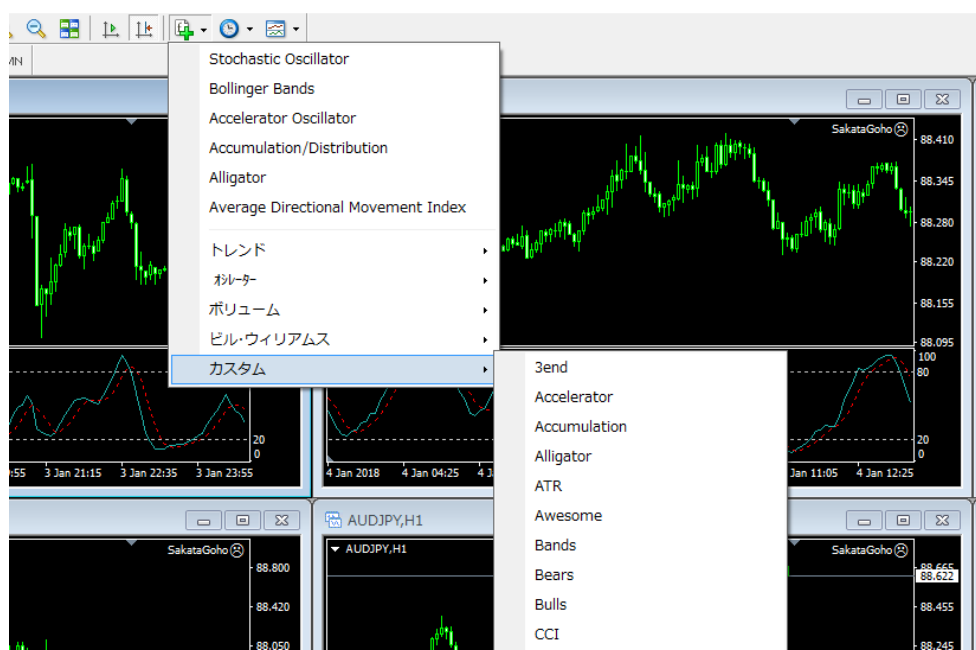 MN
Stochastic Oscillator
Bollinger Bands
Accelerator Oscillator
Accumulation/Distribution
Alligator
Average Directional Movement Index
トレンド
オシレーター
ボリューム
ビル・ウィリアムス
カスタム
3end
Accelerator
Accumulation
Alligator
ATR
Awesome
Bands
Bears
Bulls
CCI
SakataGoho
88.410
88.345
88.280
88.220
88.155
88.095
100
80
20
0
20
0
:55 3 Jan 21:15 3 Jan 22:35 3 Jan 23:55
4 Jan 2018 4 Jan 04:25 4 J
Jan 11:05 4 Jan 12:25
AUDJPY,H1
SakataGoho
88.800
88.420
88.050
AUDJPY,H1
SakataGoho
88.665
88.622
88.455
88.245